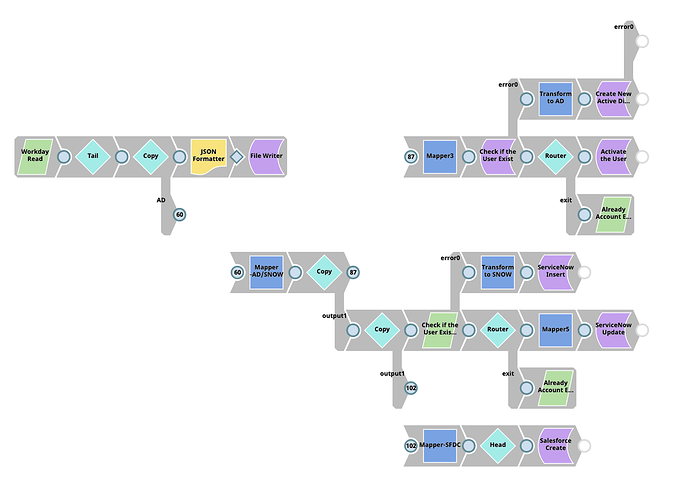 error0
error0
Transform
to AD
Create New
Active Di...
Workday
Read
Tail
Copy
JSON
Formatter
File Writer
87
Mapper3
Check if the
User Exist
Router
Activate
the User
AD
60
exit
Already
Account E...
60
Mapper
-AD/SNOW
Copy
87
error0
Transform
to SNOW
ServiceNow
Insert
output1
Copy
Check if the
User Exis...
Router
Mapper5
ServiceNow
Update
output1
102
exit
Already
Account E...
102
Mapper-SFDC
Head
Salesforce
Create